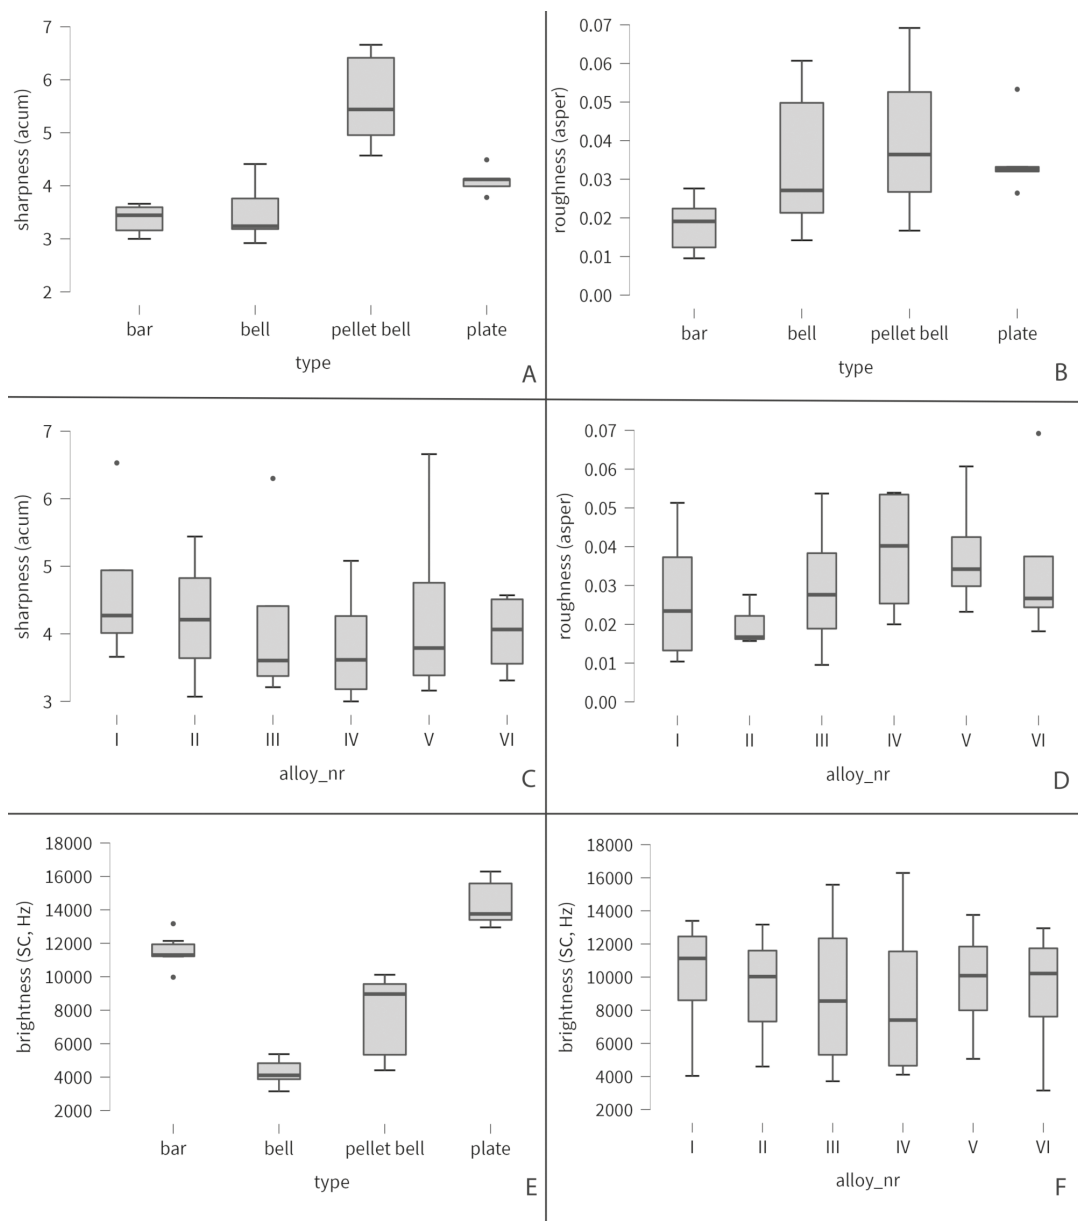 7
6
5
4
3
2
sharpness (acum)
bar bell pellet bell plate
type
A
0.07
0.06
0.05
0.04
0.03
0.02
0.01
0.00
roughness (asper)
bar bell pellet bell plate
type
B
7
6
5
4
3
sharpness (acum)
I II III IV V VI
alloy_nr
C
0.07
0.06
0.05
0.04
0.03
0.02
0.01
0.00
roughness (asper)
I II III IV V VI
alloy_nr
D
18000
16000
14000
12000
10000
8000
6000
4000
2000
brightness (SC, Hz)
bar bell pellet bell plate
type
E
18000
16000
14000
12000
10000
8000
6000
4000
2000
brightness (SC, Hz)
I II III IV V VI
alloy_nr
F